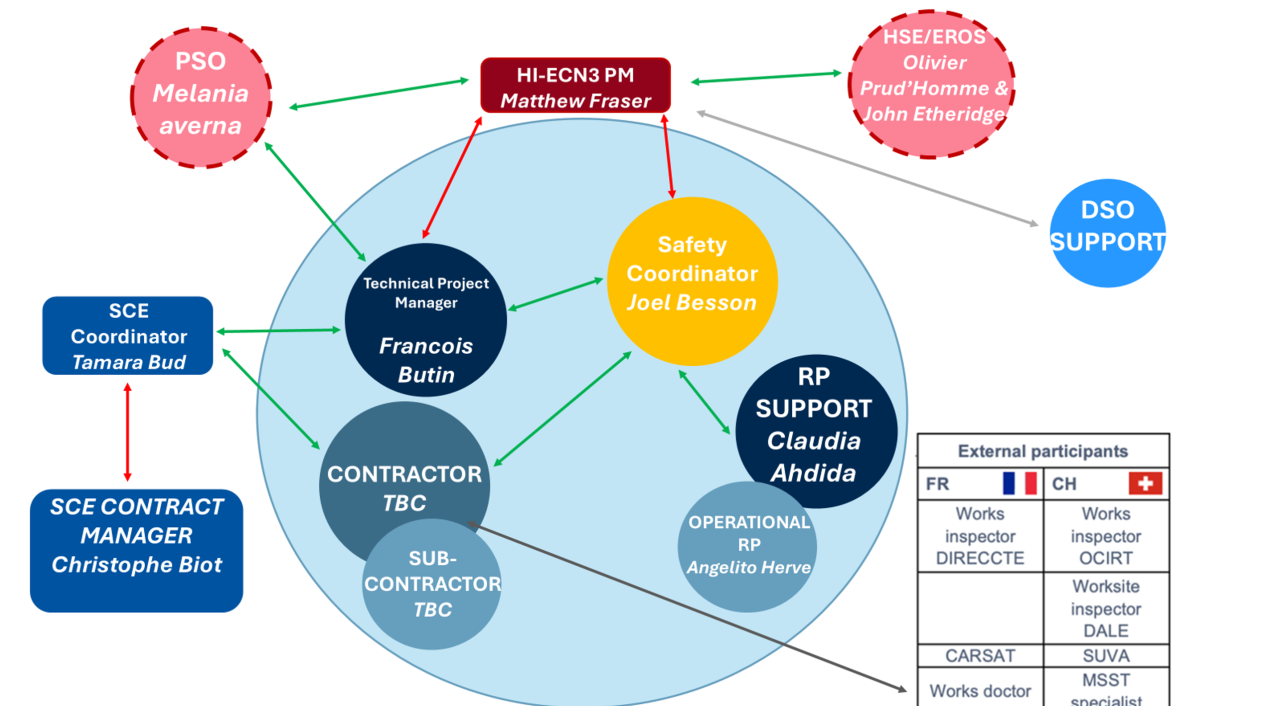 PSO
Melania
averna
HI-ECN3 PM
Matthew Fraser
HSE/EROS
Olivier
Prud’Homme &
John Etheridge
DSO
SUPPORT
Safety
Coordinator
Joel Besson
Technical Project
Manager
Francois
Butin
SCE
Coordinator
Tamara Bud
RP
SUPPORT
Claudia
Ahdida
CONTRACTOR
TBC
SCE CONTRACT
MANAGER
Christophe Biot
OPERATIONAL
RP
Angelito Herve
SUB-
CONTRACTOR
TBC
External participants
FR
CH
Works
inspector
DIRECCTE
Works
inspector
OCIRT
Worksite
inspector
DALE
CARSAT
SUVA
Works doctor
MSST
specialist